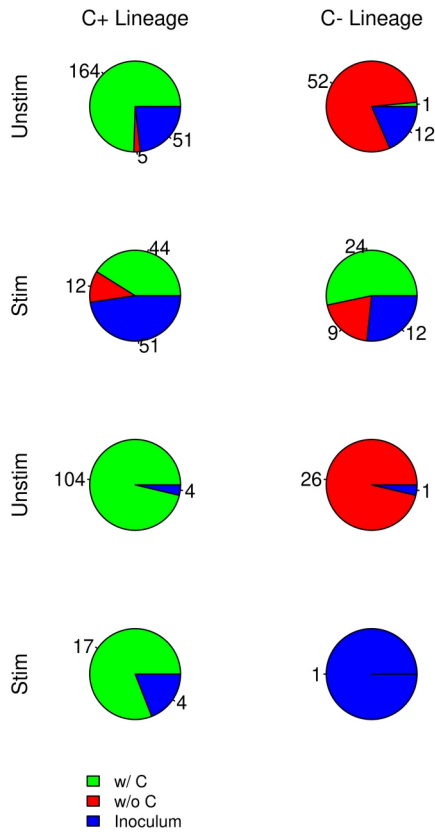 C+ Lineage
C- Lineage
Unstim
164
5
51
52
1
12
Stim
44
12
51
24
9
12
Unstim
104
4
26
1
Stim
17
4
1
w/ C
w/o C
Inoculum